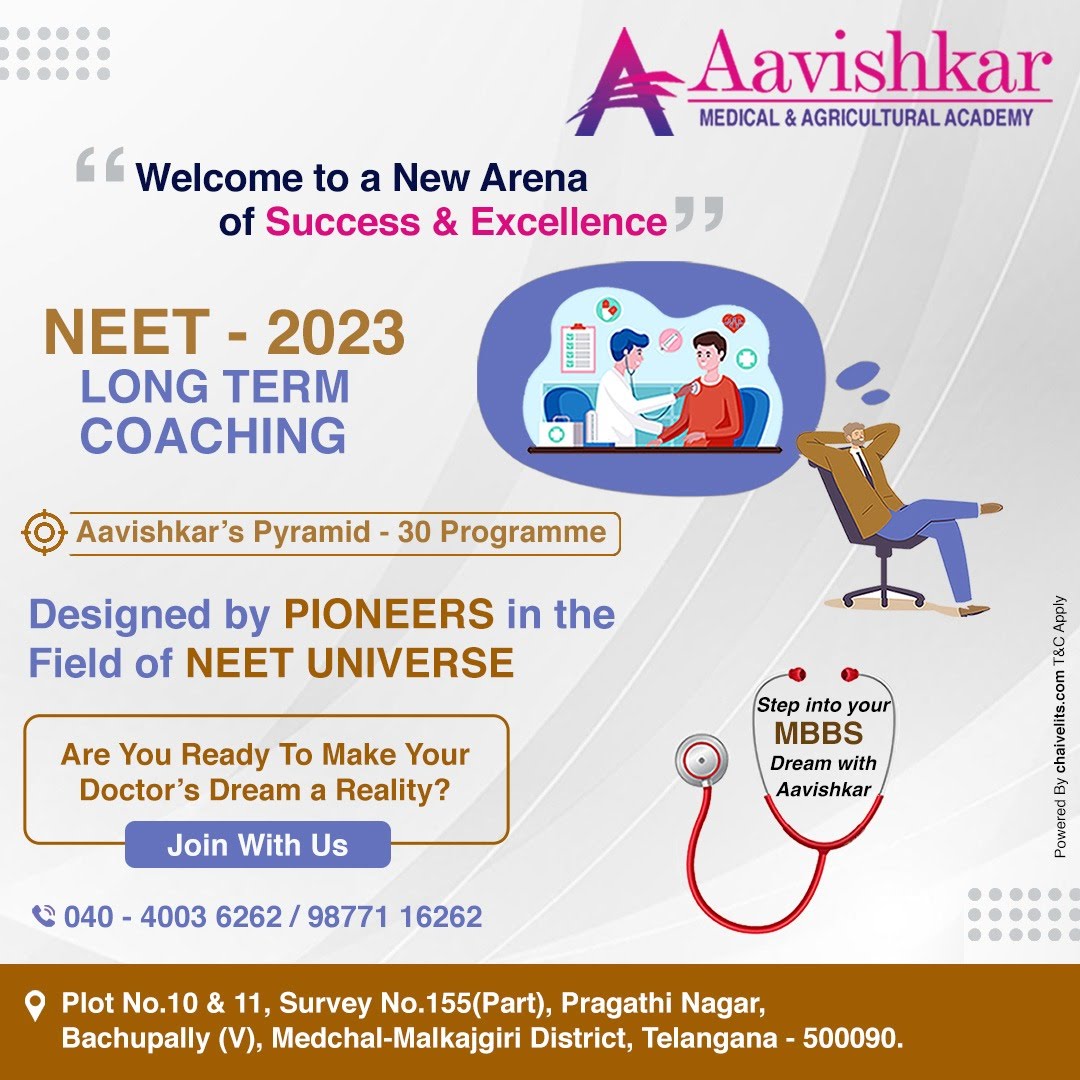 Aavishkar
MEDICAL & AGRICULTURAL ACADEMY
“Welcome to a New Arena
of Success & Excellence”
NEET - 2023
LONG TERM
COACHING
Aavishkar’s Pyramid - 30 Programme
Designed by PIONEERS in the
Field of NEET UNIVERSE
Are You Ready To Make Your
Doctor’s Dream a Reality?
Join With Us
040 - 4003 6262 / 98771 16262
Step into your
MBBS
Dream with
Aavishkar
Powered By chaivelits.com T&C Apply
Plot No.10 & 11, Survey No.155(Part), Pragathi Nagar,
Bachupally (V), Medchal-Malkajgiri District, Telangana - 500090.